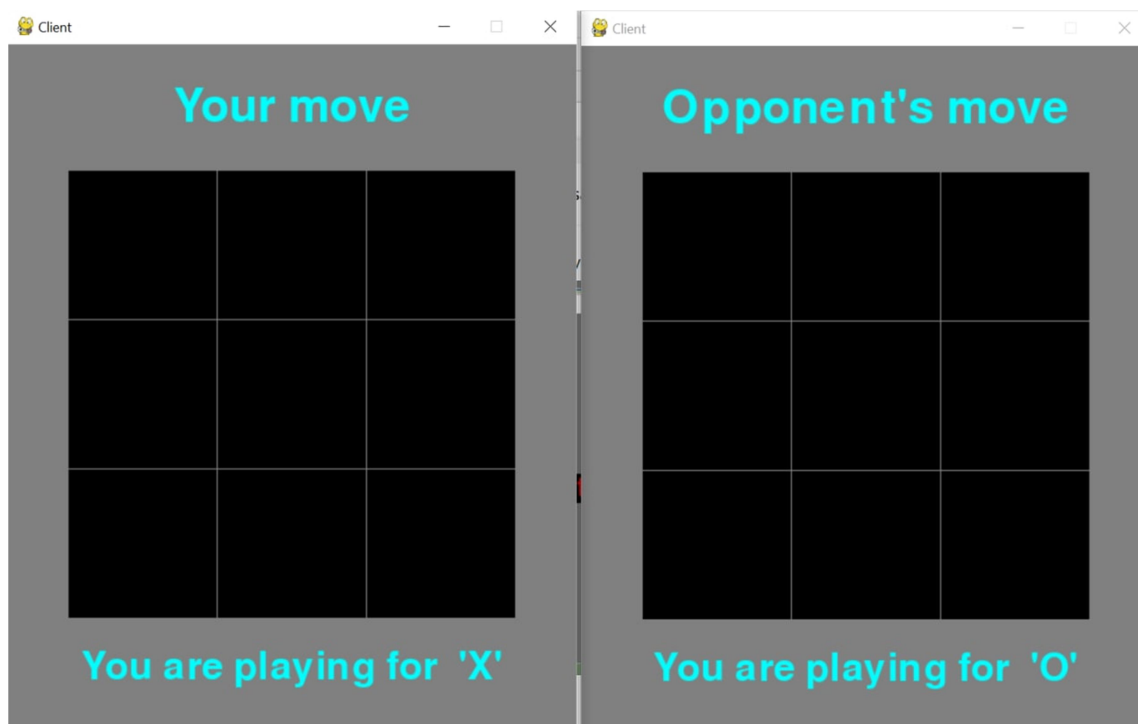 Client
Your move
You are playing for 'X'
Client
Opponent's move
You are playing for 'O'